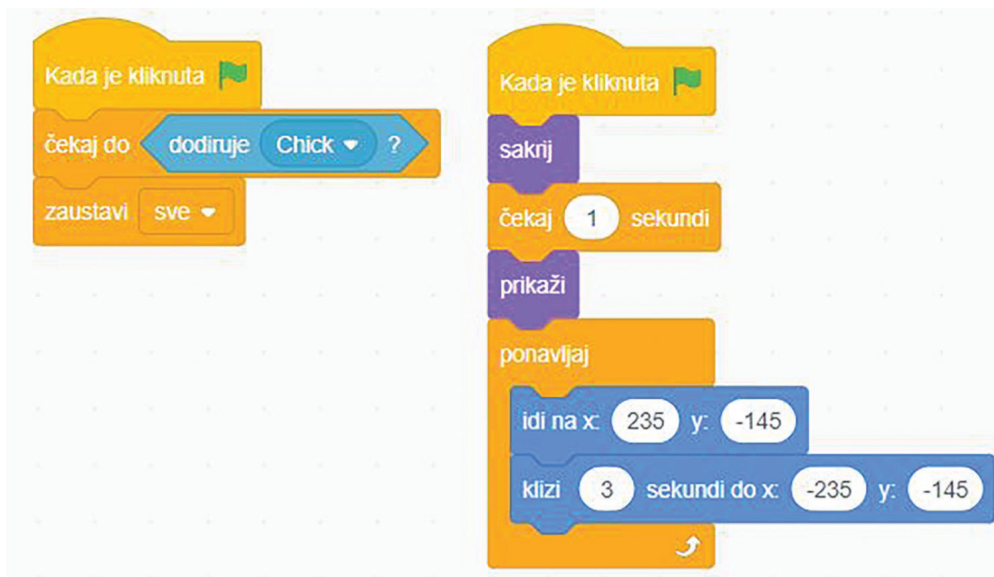 Kada je kliknuta
čekaj do dodiruje Chick ?
zaustavi sve
Kada je kliknuta
sakrij
čekaj 1 sekundi
prikaži
ponavljaj
idi na x: 235 y: -145
klizi 3 sekundi do x: -235 y: -145